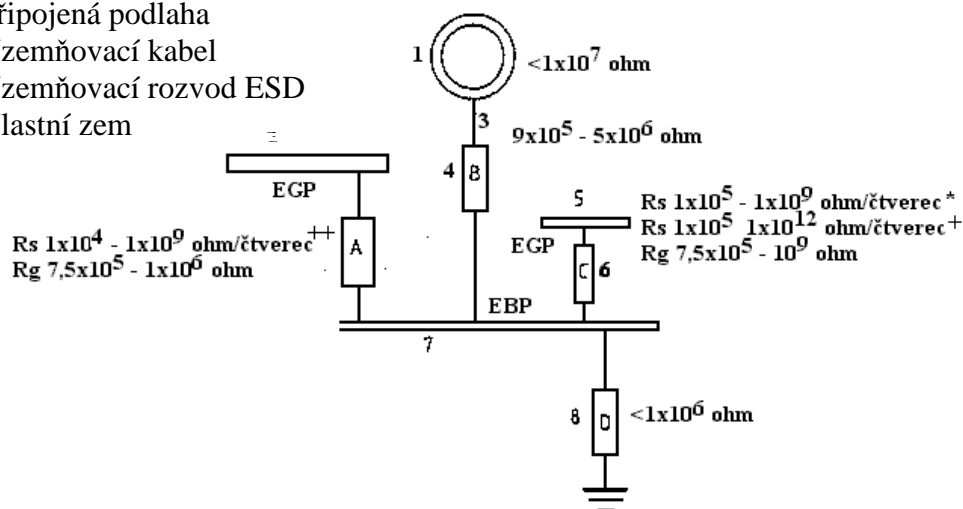 řipojená podlaha
zemňovací kabel
zemňovací rozvod ESD
lastní zem
1
<1x10⁷ ohm
3
9x10⁵ - 5x10⁶ ohm
4
B
EGP
5
Rs 1x10⁵ - 1x10⁹ ohm/čtverec *
Rs 1x10⁵ 1x10¹² ohm/čtverec +
Rg 7,5x10⁵ - 10⁹ ohm
EGP
C
6
Rs 1x10⁴ - 1x10⁹ ohm/čtverec ++
Rg 7,5x10⁵ - 1x10⁶ ohm
A
EBP
7
8
D
<1x10⁶ ohm